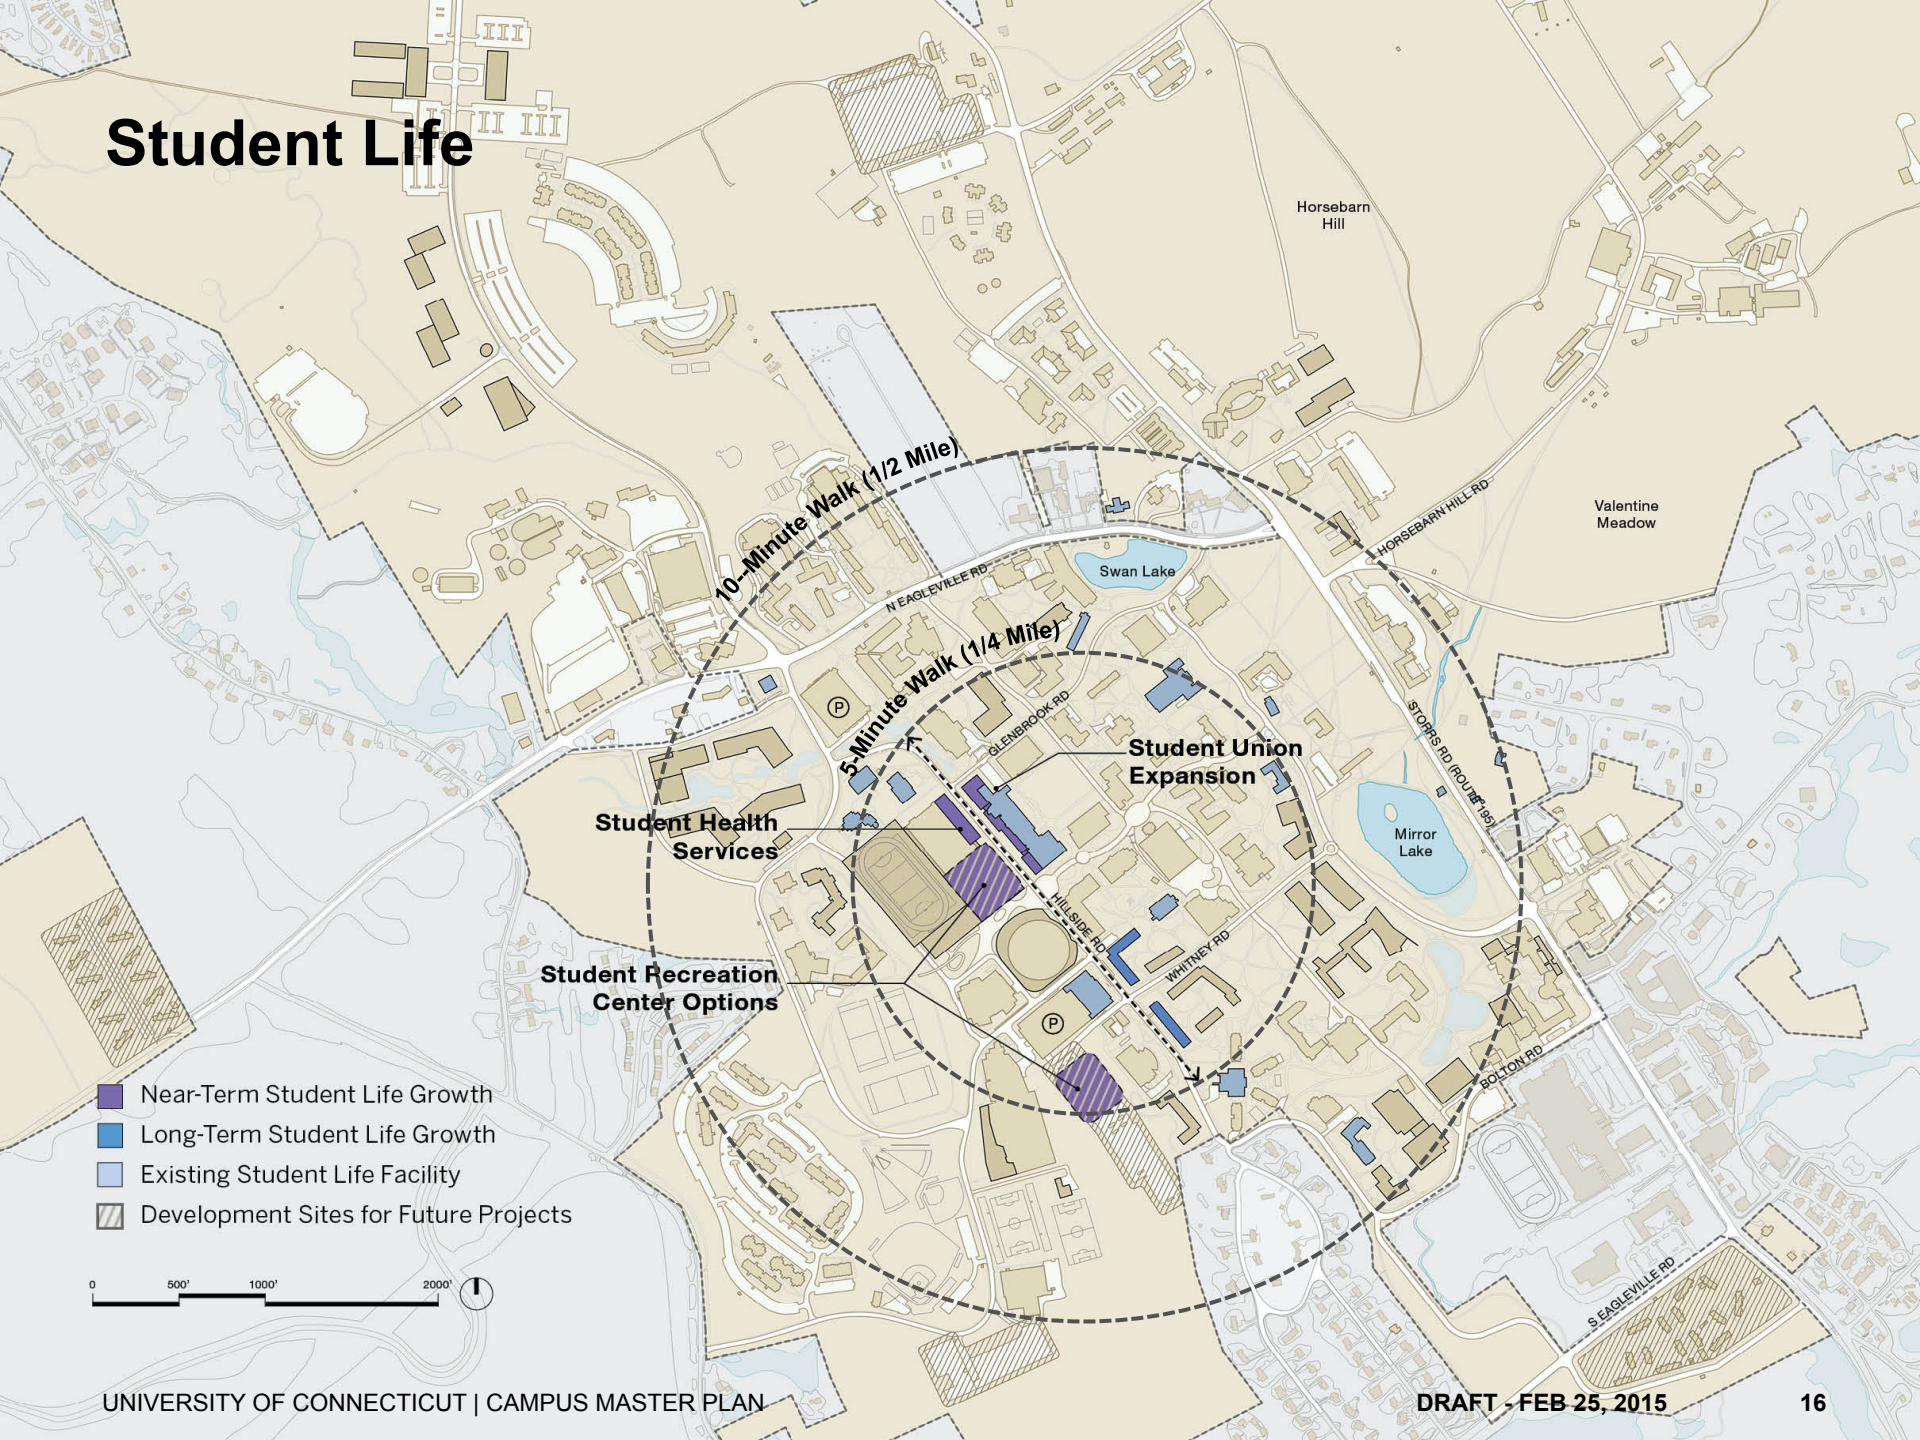 Student Life
Horsebarn
Hill
10--Minute Walk (1/2 Mile)
HORSEBARN HILL RD
Valentine
Meadow
N EAGLEVILLE RD
Swan Lake
5-Minute Walk (1/4 Mile)
P
GLENBROOK RD
STORRS RD (ROUTE 195)
Student Union
Expansion
Student Health
Services
Mirror
Lake
HILLSIDE RD
WHITNEY RD
Student Recreation
Center Options
P
BOLTON RD
Near-Term Student Life Growth
Long-Term Student Life Growth
Existing Student Life Facility
Development Sites for Future Projects
0 500' 1000' 2000'
S EAGLEVILLE RD
UNIVERSITY OF CONNECTICUT | CAMPUS MASTER PLAN
DRAFT - FEB 25, 2015 16